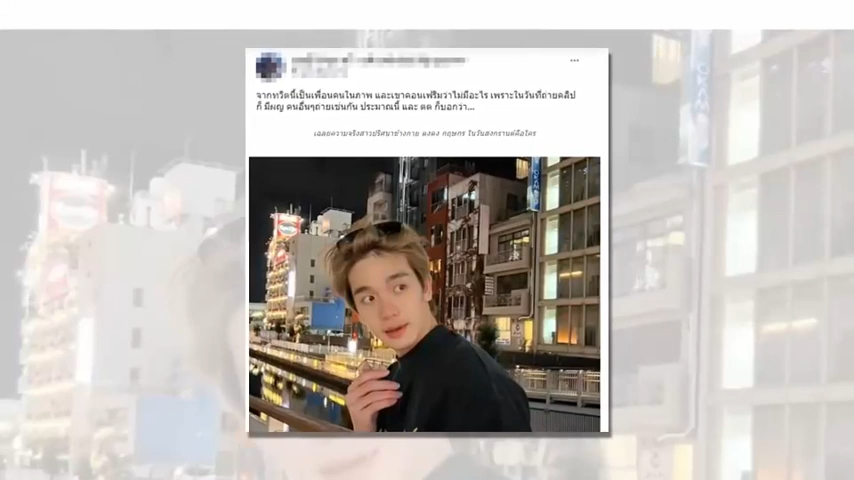 จากทวิตนี้เป็นเพื่อนคนในภาพ และเขาคอนเฟริมว่าไม่มีอะไร เพราะในวันที่ถ่ายคลิป
ก็ มีผญ คนอื่นๆถ่ายเช่นกัน ประมาณนี้ และ ตต ก็บอกว่า...
เฉลยความจริงสาวปริศนาข้างกาย ตงตง กฤษกร ในวันสงกรานต์คือใคร